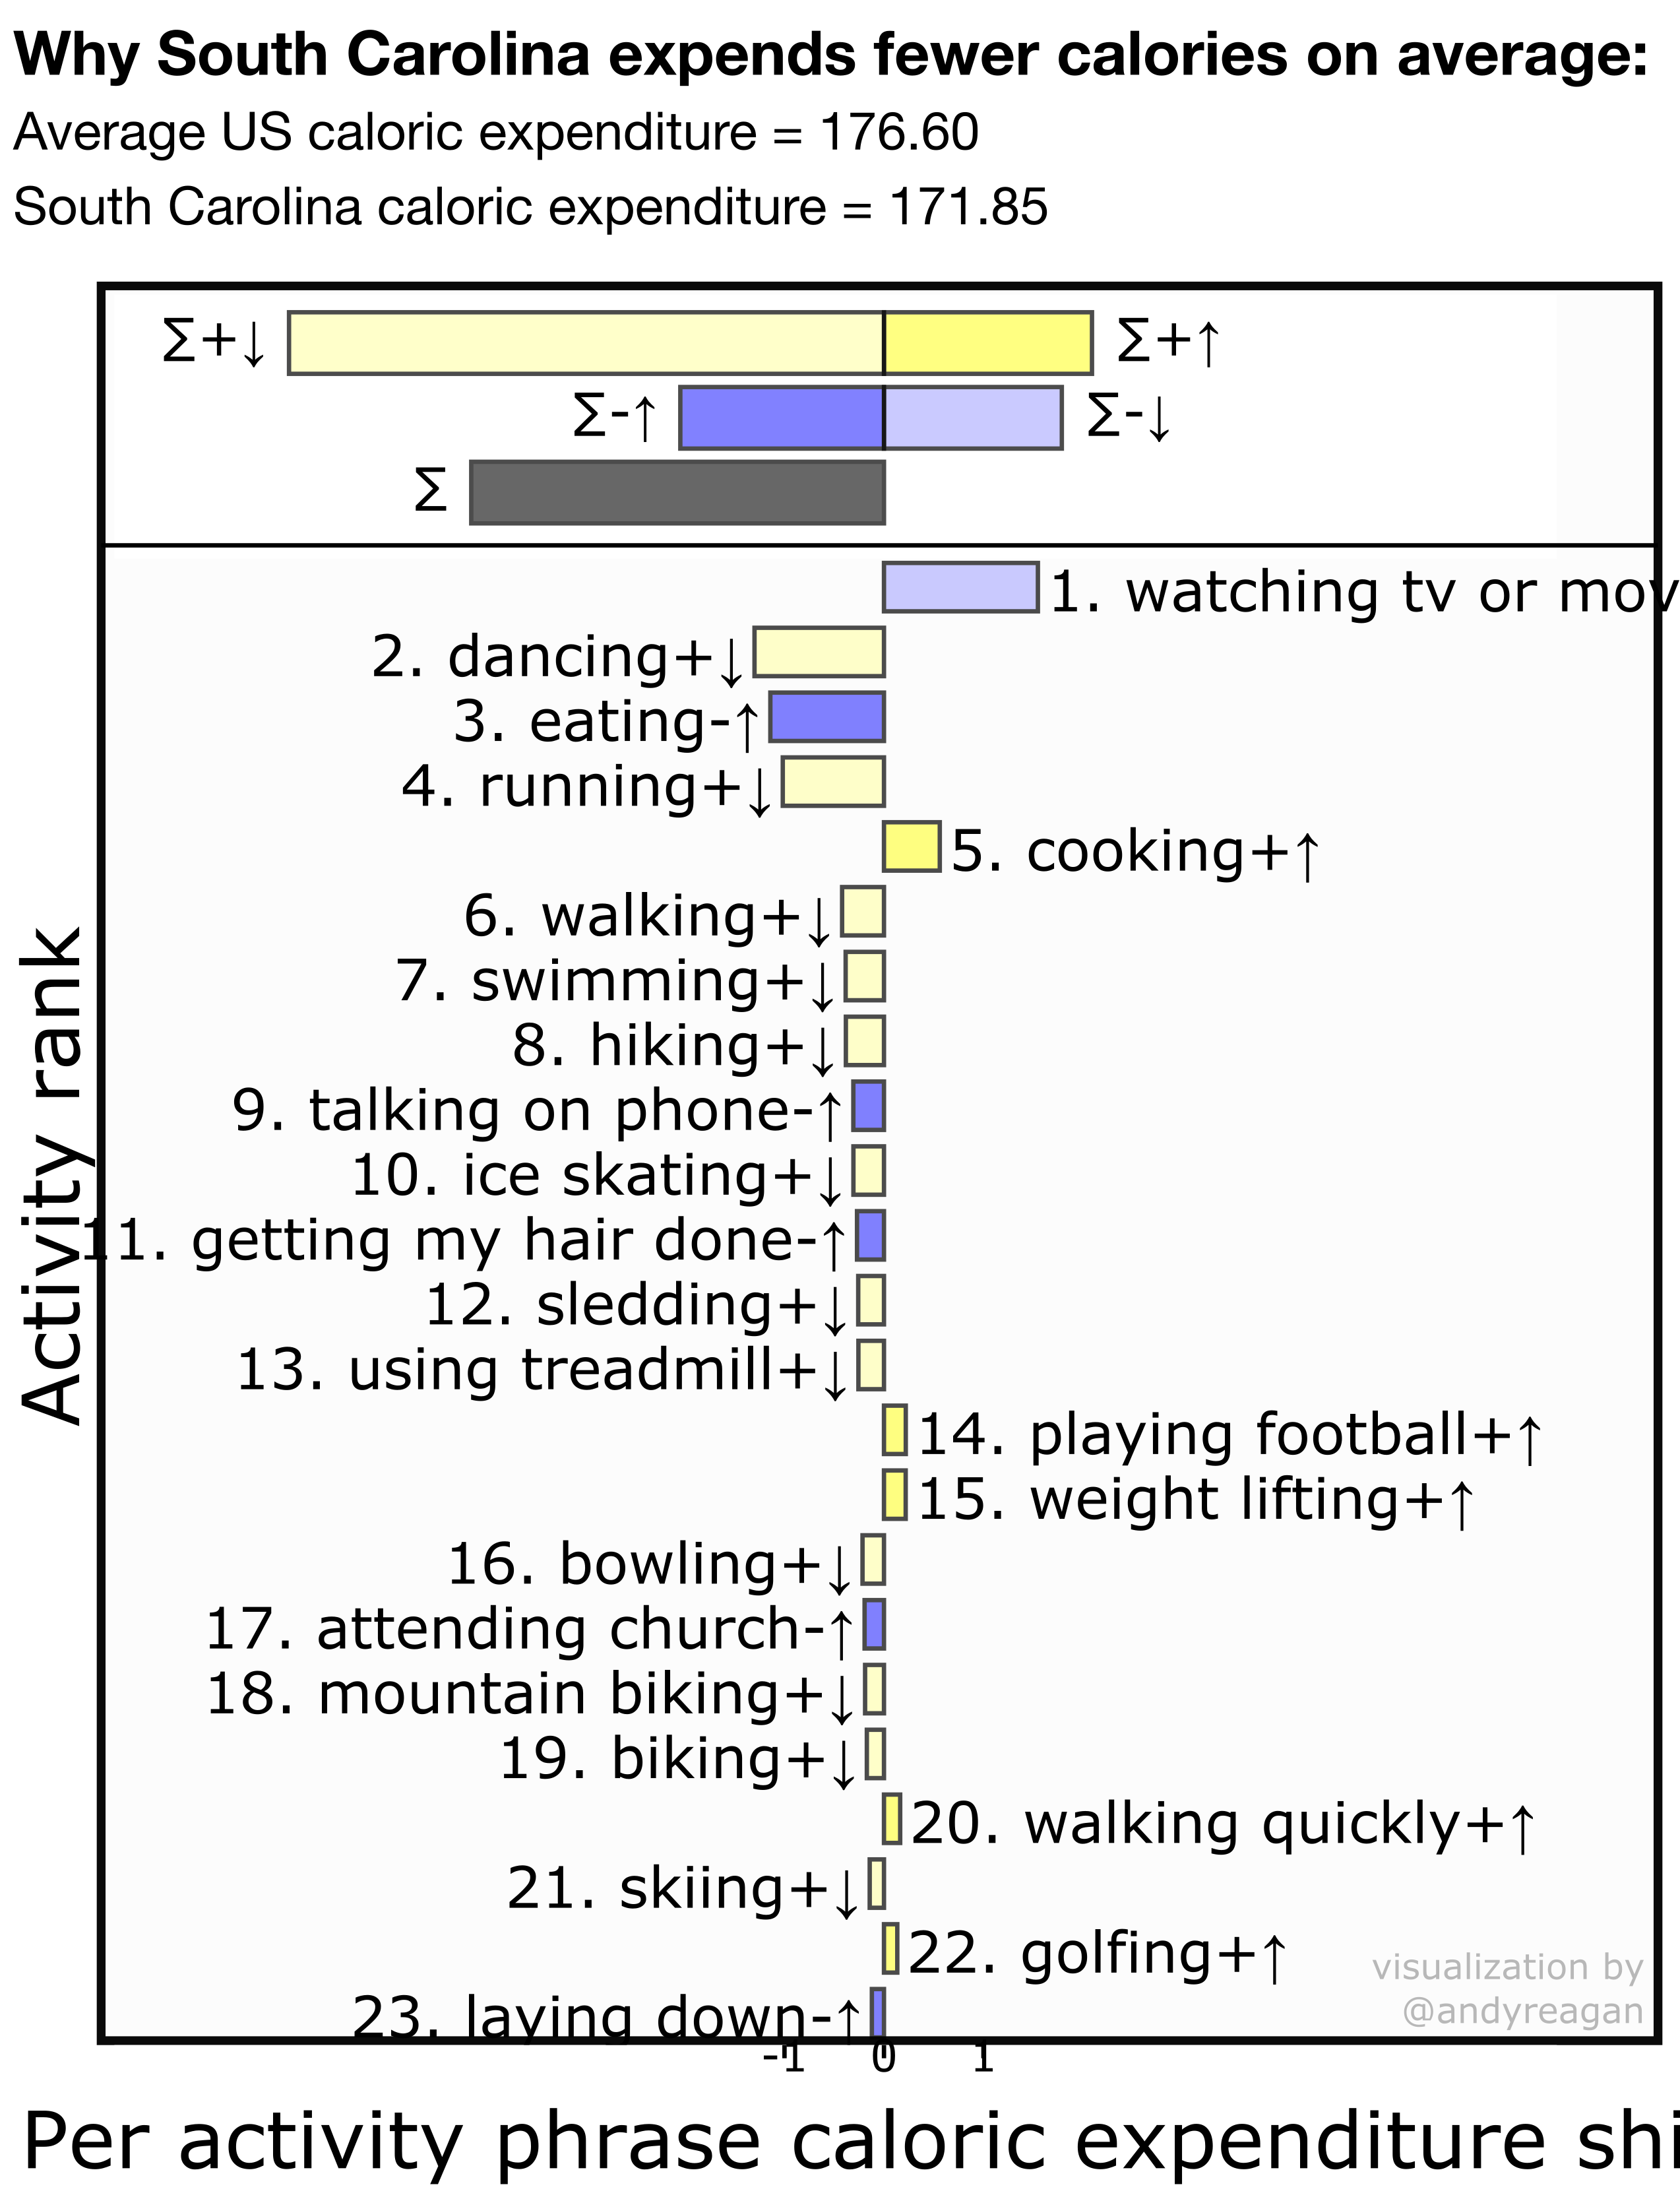 Why South Carolina expends fewer calories on average:
Average US caloric expenditure = 176.60
South Carolina caloric expenditure = 171.85
∑+↓ ∑+↑
∑-↑ ∑-↓
∑
1. watching tv or mov
2. dancing+↓
3. eating-↑
4. running+↓
5. cooking+↑
6. walking+↓
7. swimming+↓
8. hiking+↓
9. talking on phone-↑
10. ice skating+↓
11. getting my hair done-↑
12. sledding+↓
13. using treadmill+↓
14. playing football+↑
15. weight lifting+↑
16. bowling+↓
17. attending church-↑
18. mountain biking+↓
19. biking+↓
20. walking quickly+↑
21. skiing+↓
22. golfing+↑
23. laying down-↑
Activity rank
visualization by
@andyreagan
-1 0 1
Per activity phrase caloric expenditure shi